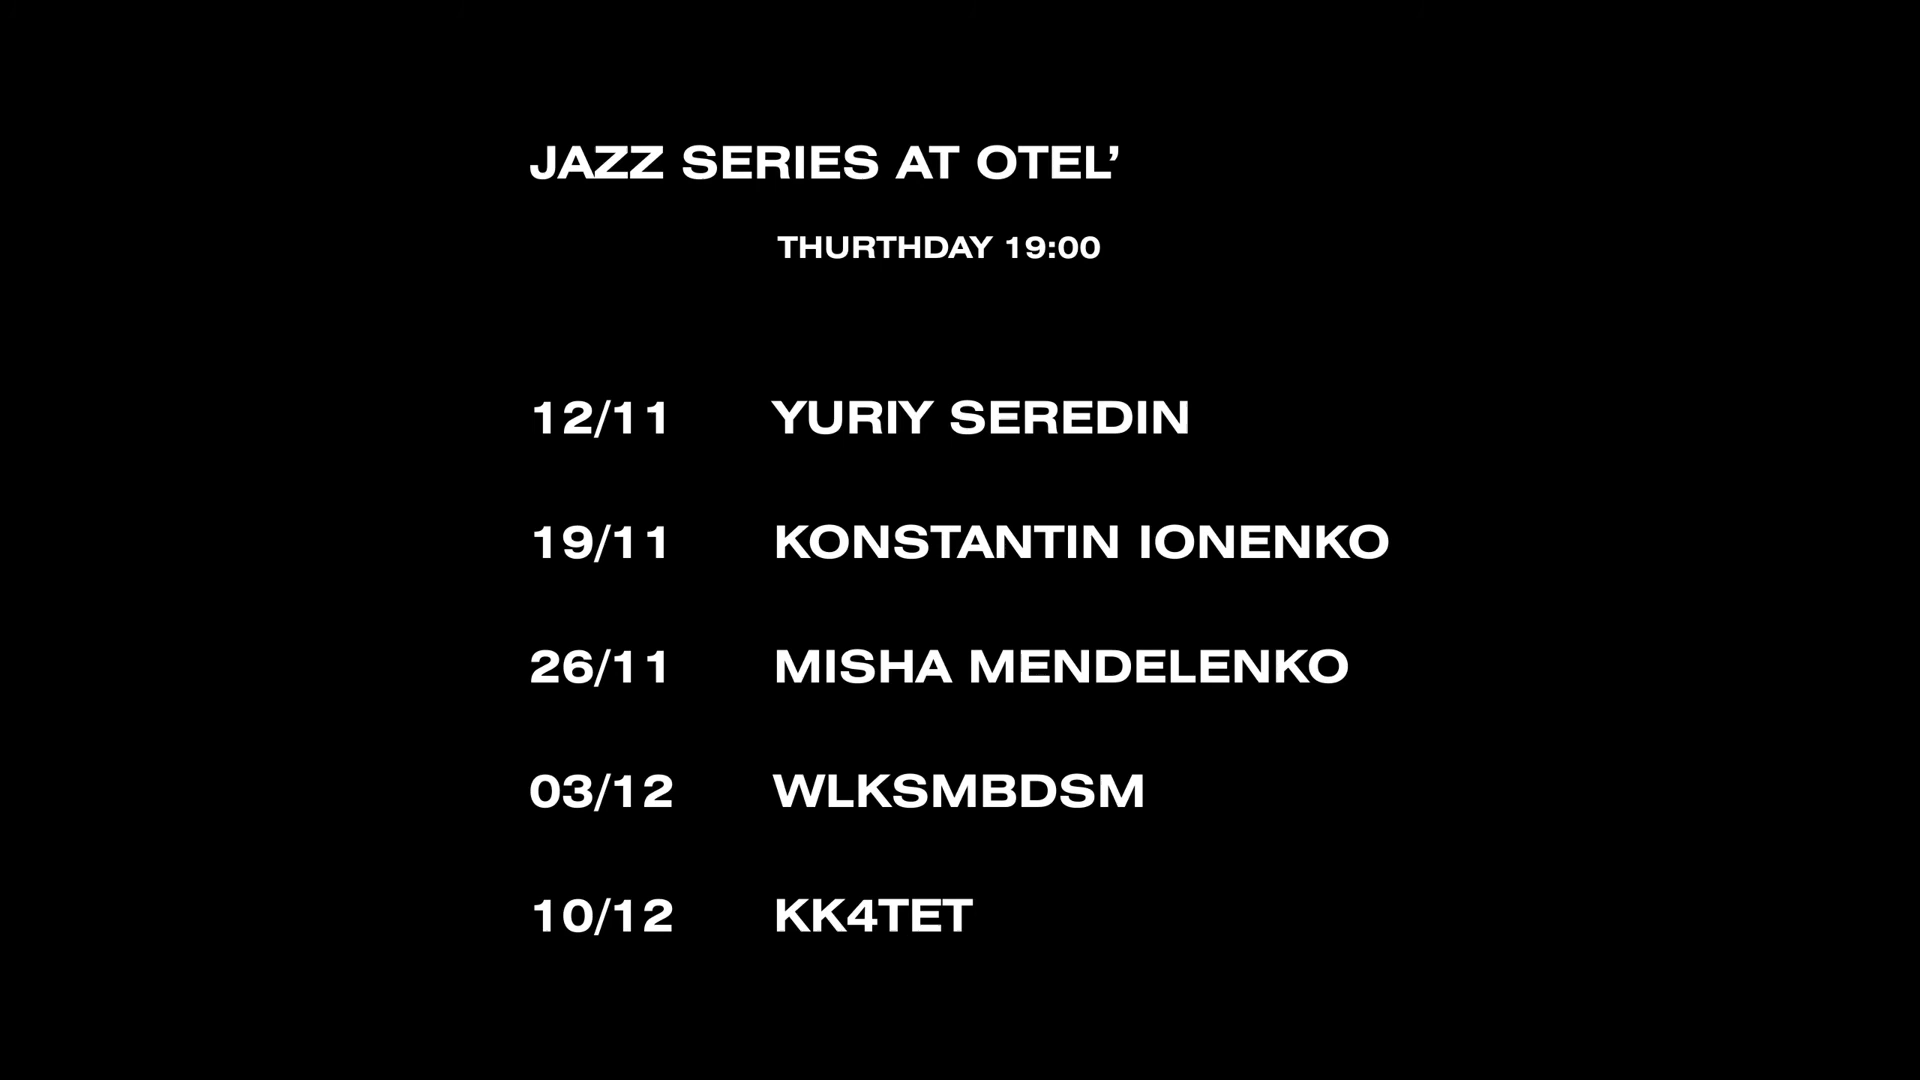 JAZZ SERIES AT OTEL’
THURTHDAY 19:00
12/11 YURIY SEREDIN
19/11 KONSTANTIN IONENKO
26/11 MISHA MENDELENKO
03/12 WLKSMBDSM
10/12 KK4TET